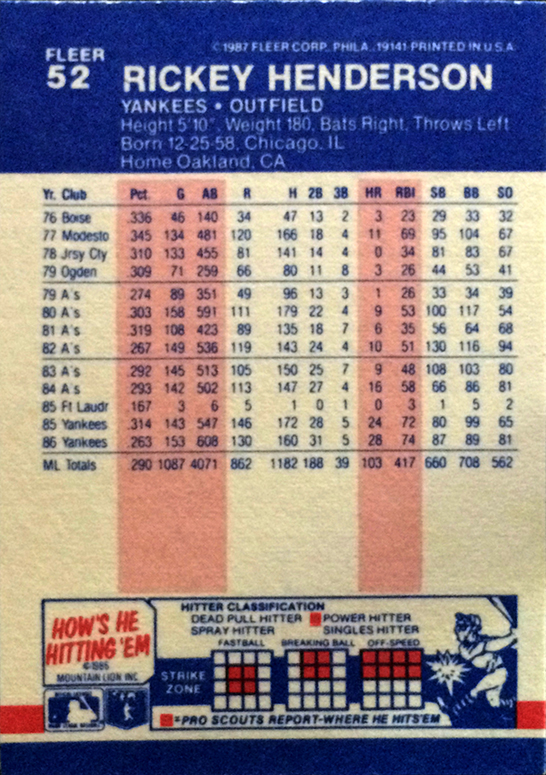 © 1987 FLEER CORP. PHILA. 19141 PRINTED IN U.S.A.
FLEER
52 RICKEY HENDERSON
YANKEES • OUTFIELD
Height 5'10", Weight 180, Bats Right, Throws Left
Born 12-25-58, Chicago, IL
Home Oakland, CA
Yr. Club Pct. G AB R H 2B 3B HR RBI SB BB SO
76 Boise .336 46 140 34 47 13 2 3 23 29 33 32
77 Modesto .345 134 481 120 166 18 4 11 69 95 104 67
78 Jrsy Cty .310 133 455 81 141 14 4 0 34 81 83 67
79 Ogden .309 71 259 66 80 11 8 3 26 44 53 41
79 A's .274 89 351 49 96 13 3 1 26 33 34 39
80 A's .303 158 591 111 179 22 4 9 53 100 117 54
81 A's .319 108 423 89 135 18 7 6 35 56 64 68
82 A's .267 149 536 119 143 24 4 10 51 130 116 94
83 A's .292 145 513 105 150 25 7 9 48 108 103 80
84 A's .293 142 502 113 147 27 4 16 58 66 86 81
85 Ft Laudr .167 3 6 5 1 0 1 0 3 1 5 2
85 Yankees .314 143 547 146 172 28 5 24 72 80 99 65
86 Yankees .263 153 608 130 160 31 5 28 74 87 89 81
ML Totals .290 1087 4071 862 1182 188 39 103 417 660 708 562
HOW'S HE
HITTING 'EM
© 1985
MOUNTAIN LION INC
HITTER CLASSIFICATION
DEAD PULL HITTER POWER HITTER
SPRAY HITTER SINGLES HITTER
FASTBALL BREAKING BALL OFF-SPEED
STRIKE
ZONE
=PRO SCOUTS REPORT-WHERE HE HITS 'EM